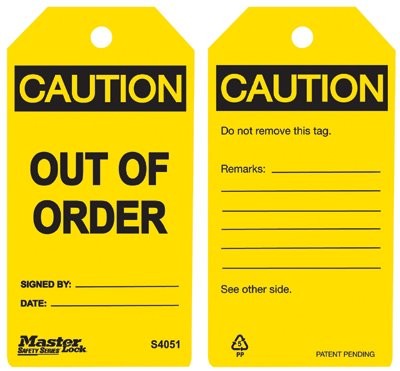 CAUTION
OUT OF
ORDER
SIGNED BY:
DATE:
Master Lock
SAFETY SERIES
S4051
CAUTION
Do not remove this tag.
Remarks:
See other side.
5
PP
PATENT PENDING